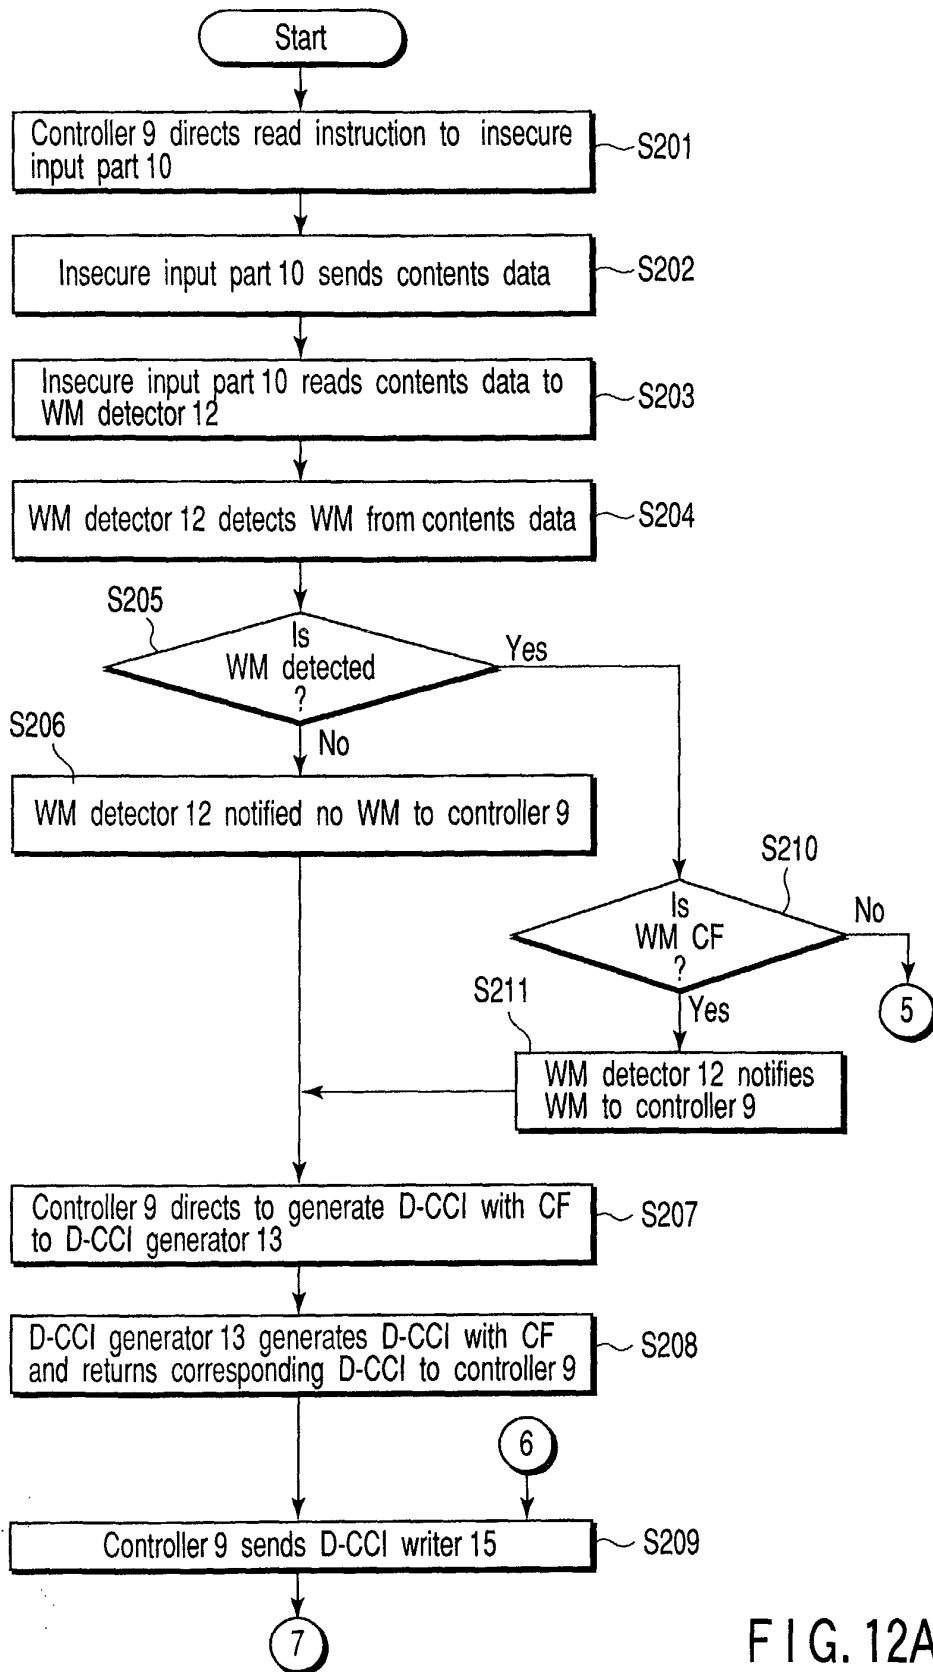 Start
Controller 9 directs read instruction to insecure
input part 10
S201
Insecure input part 10 sends contents data
S202
Insecure input part 10 reads contents data to
WM detector 12
S203
WM detector 12 detects WM from contents data
S204
S205
Is
WM detected
?
Yes
No
S206
WM detector 12 notified no WM to controller 9
S210
Is
WM CF
?
No
5
Yes
S211
WM detector 12 notifies
WM to controller 9
Controller 9 directs to generate D-CCI with CF
to D-CCI generator 13
S207
D-CCI generator 13 generates D-CCI with CF
and returns corresponding D-CCI to controller 9
S208
6
Controller 9 sends D-CCI writer 15
S209
7
FIG. 12A